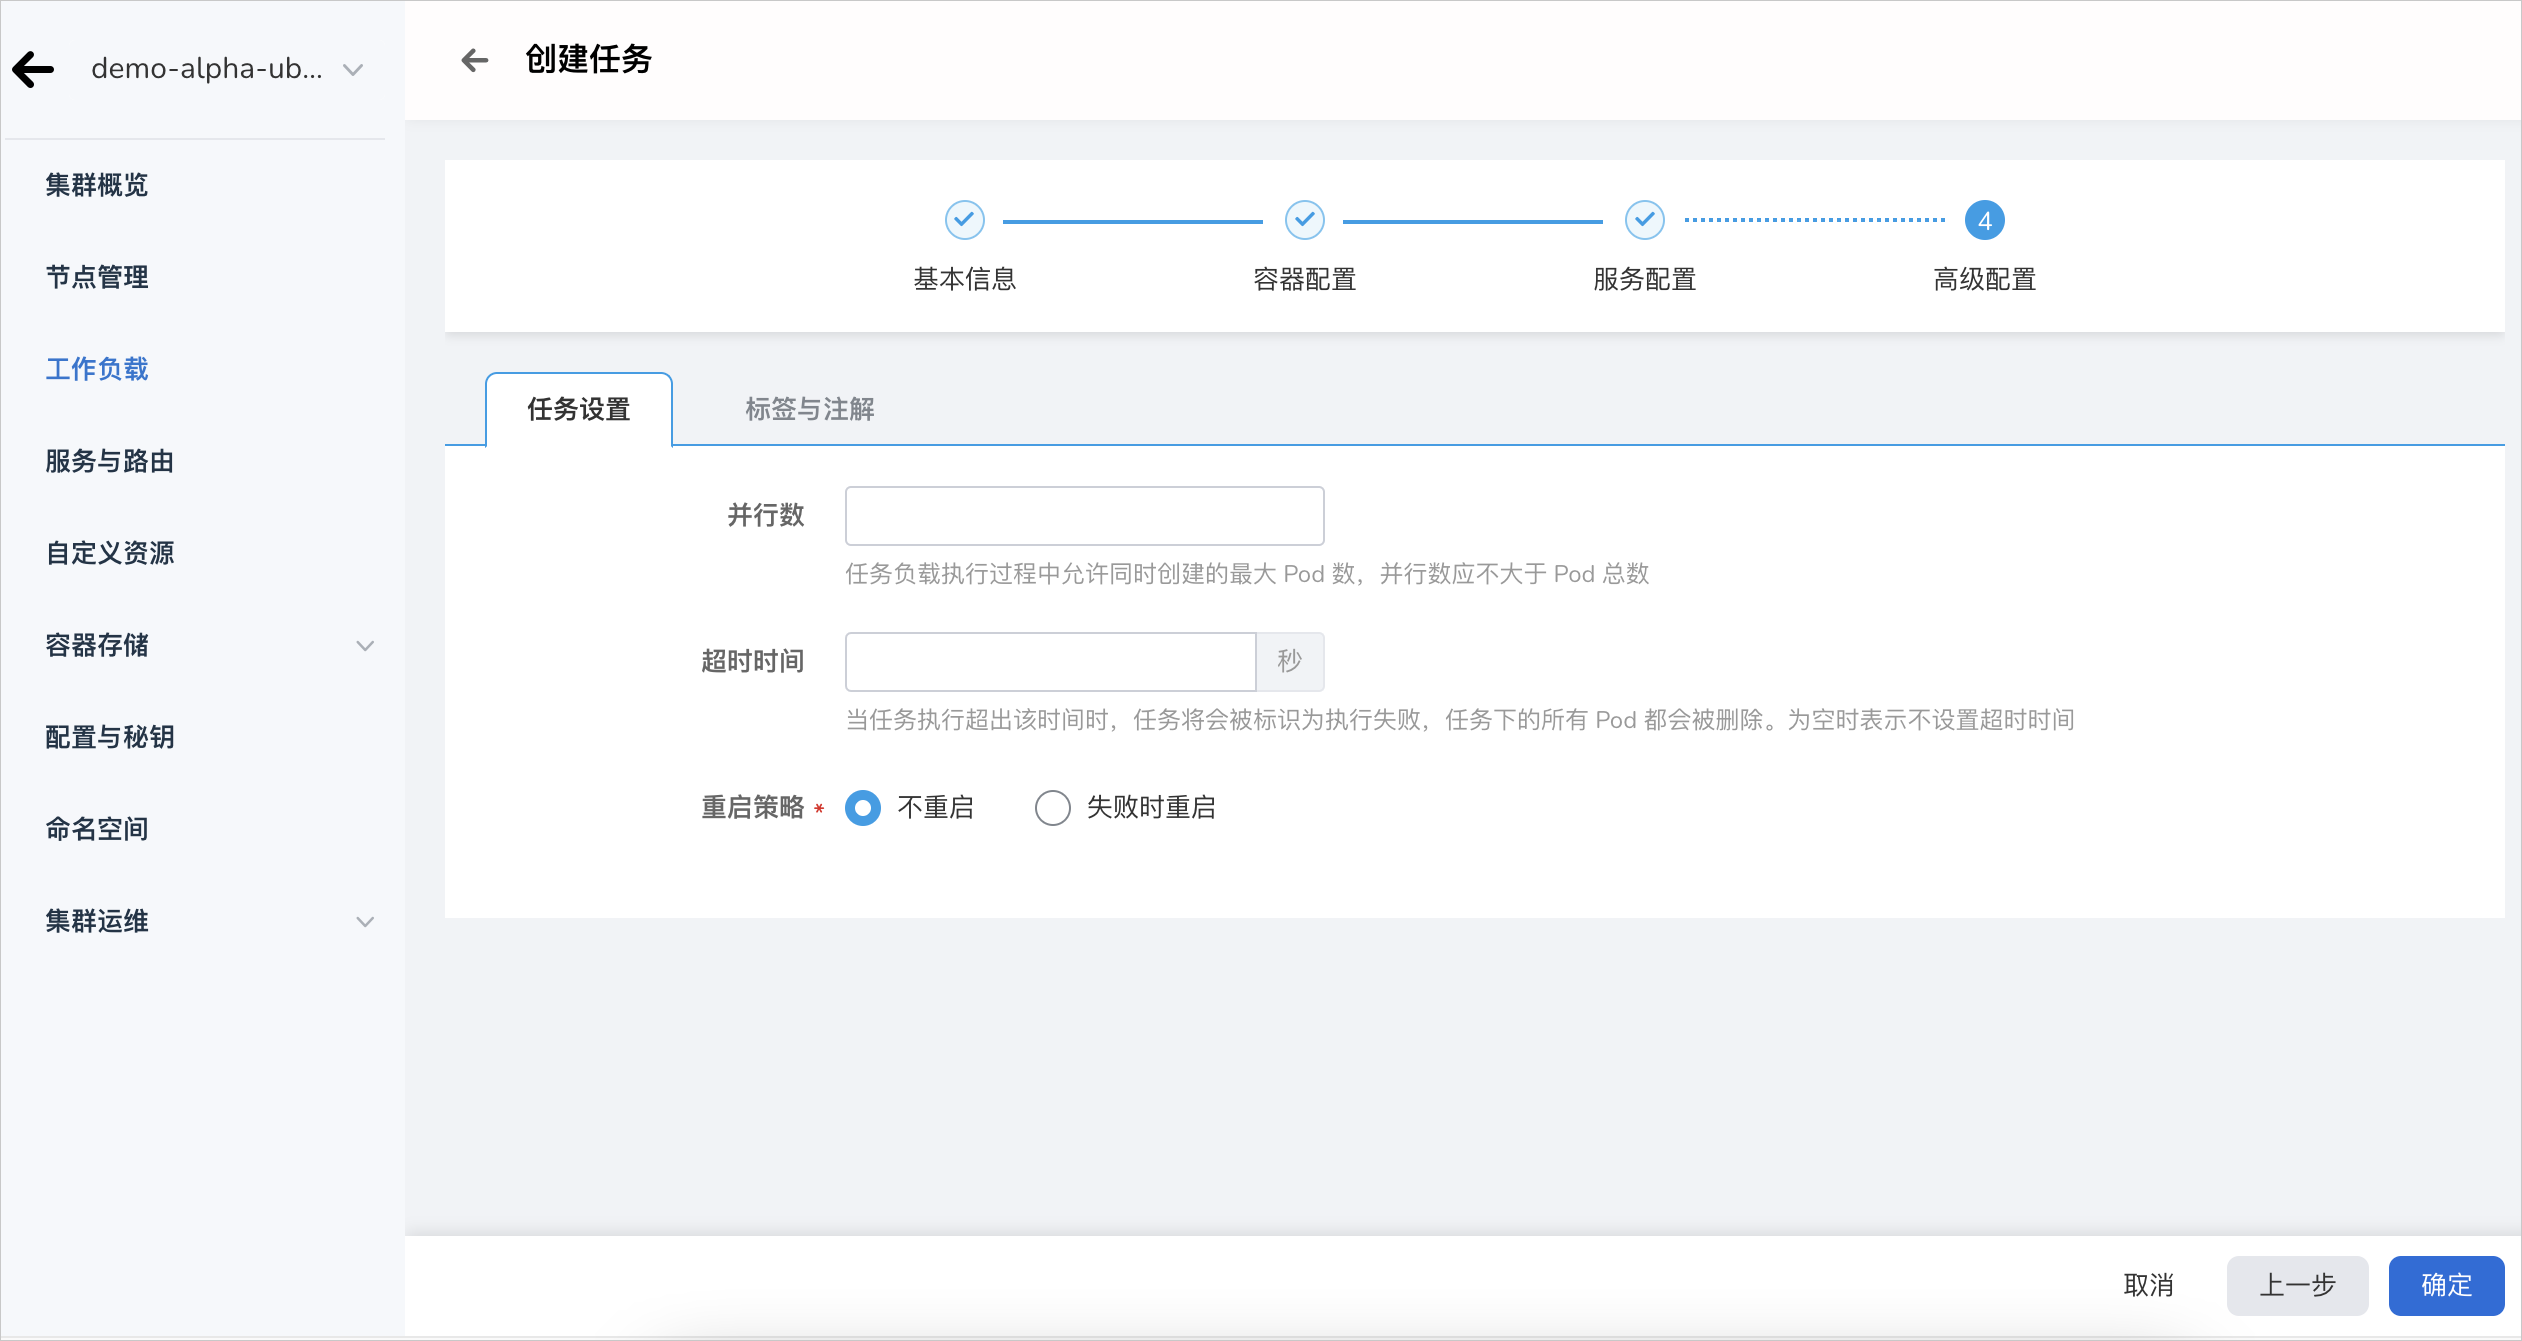 demo-alpha-ub...
集群概览
节点管理
工作负载
服务与路由
自定义资源
容器存储
配置与秘钥
命名空间
集群运维
创建任务
4
基本信息 容器配置 服务配置 高级配置
任务设置 标签与注解
并行数
任务负载执行过程中允许同时创建的最大 Pod 数，并行数应不大于 Pod 总数
超时时间 秒
当任务执行超出该时间时，任务将会被标识为执行失败，任务下的所有 Pod 都会被删除。为空时表示不设置超时时间
重启策略 * 不重启 失败时重启
取消 上一步 确定